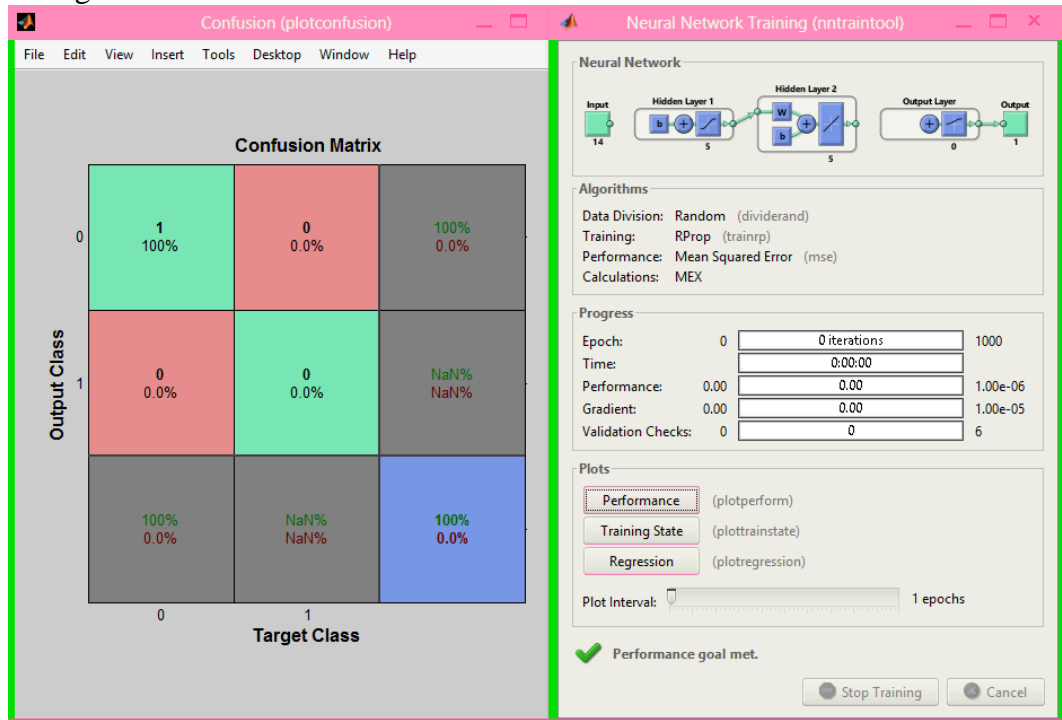 Confusion (plotconfusion)
File Edit View Insert Tools Desktop Window Help
Confusion Matrix
0
1
100%
0
0.0%
100%
0.0%
1
0
0.0%
0
0.0%
NaN%
NaN%
100%
0.0%
NaN%
NaN%
100%
0.0%
0 1
Output Class
Target Class
Neural Network Training (nntraintool)
Neural Network
Input
14
Hidden Layer 1
b
5
Hidden Layer 2
W
b
5
Output Layer
0
Output
1
Algorithms
Data Division: Random (dividerand)
Training: RProp (trainrp)
Performance: Mean Squared Error (mse)
Calculations: MEX
Progress
Epoch: 0 0 iterations 1000
Time: 0:00:00
Performance: 0.00 0.00 1.00e-06
Gradient: 0.00 0.00 1.00e-05
Validation Checks: 0 0 6
Plots
Performance (plotperform)
Training State (plottrainstate)
Regression (plotregression)
Plot Interval: 1 epochs
Performance goal met.
Stop Training Cancel